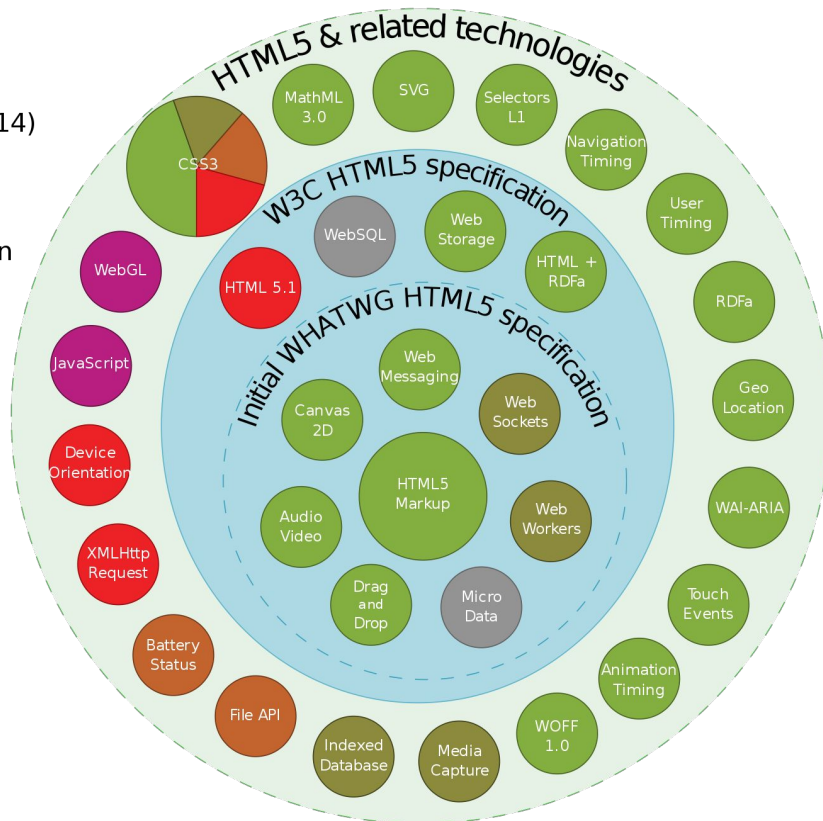 HTML5 & related technologies
14)
n
MathML
3.0
SVG
Selectors
L1
Navigation
Timing
User
Timing
RDFa
Geo
Location
WAI-ARIA
Touch
Events
Animation
Timing
WOFF
1.0
Media
Capture
Indexed
Database
File API
Battery
Status
XMLHttp
Request
Device
Orientation
JavaScript
WebGL
CSS3
W3C HTML5 specification
HTML 5.1
WebSQL
Web
Storage
HTML +
RDFa
Initial WHATWG HTML5 specification
Web
Messaging
Canvas
2D
Web
Sockets
HTML5
Markup
Audio
Video
Web
Workers
Drag
and
Drop
Micro
Data